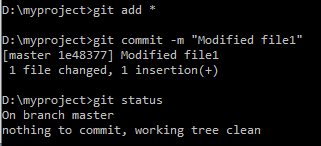 D:\myproject>git add *
D:\myproject>git commit -m "Modified file1"
[master 1e48377] Modified file1
 1 file changed, 1 insertion(+)
D:\myproject>git status
On branch master
nothing to commit, working tree clean